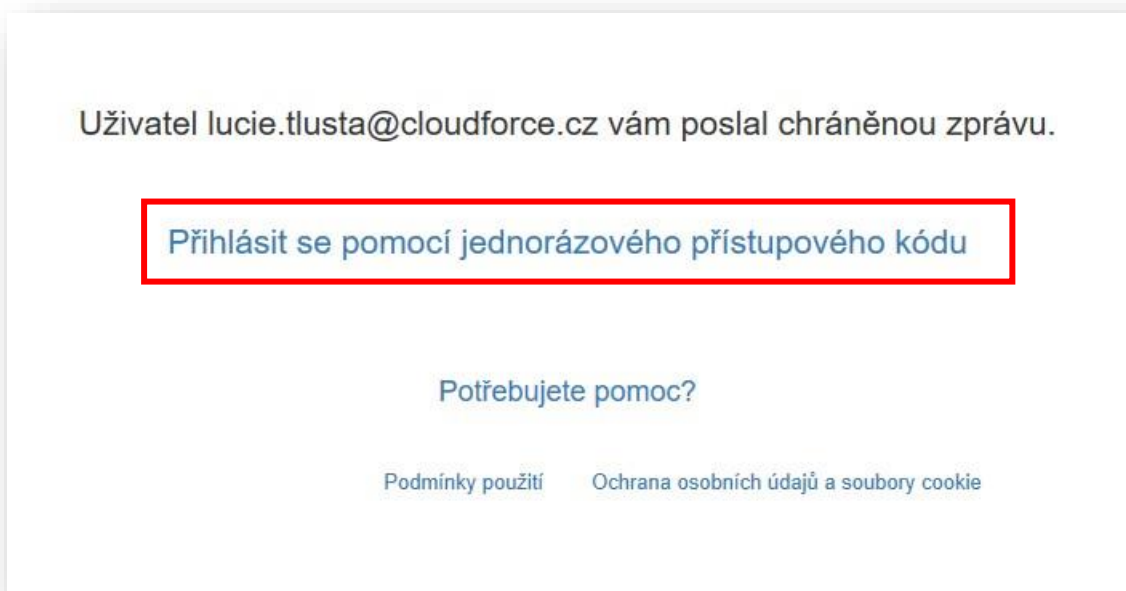 Uživatel lucie.tlusta@cloudforce.cz vám poslal chráněnou zprávu.
Přihlásit se pomocí jednorázového přístupového kódu
Potřebujete pomoc?
Podmínky použití Ochrana osobních údajů a soubory cookie